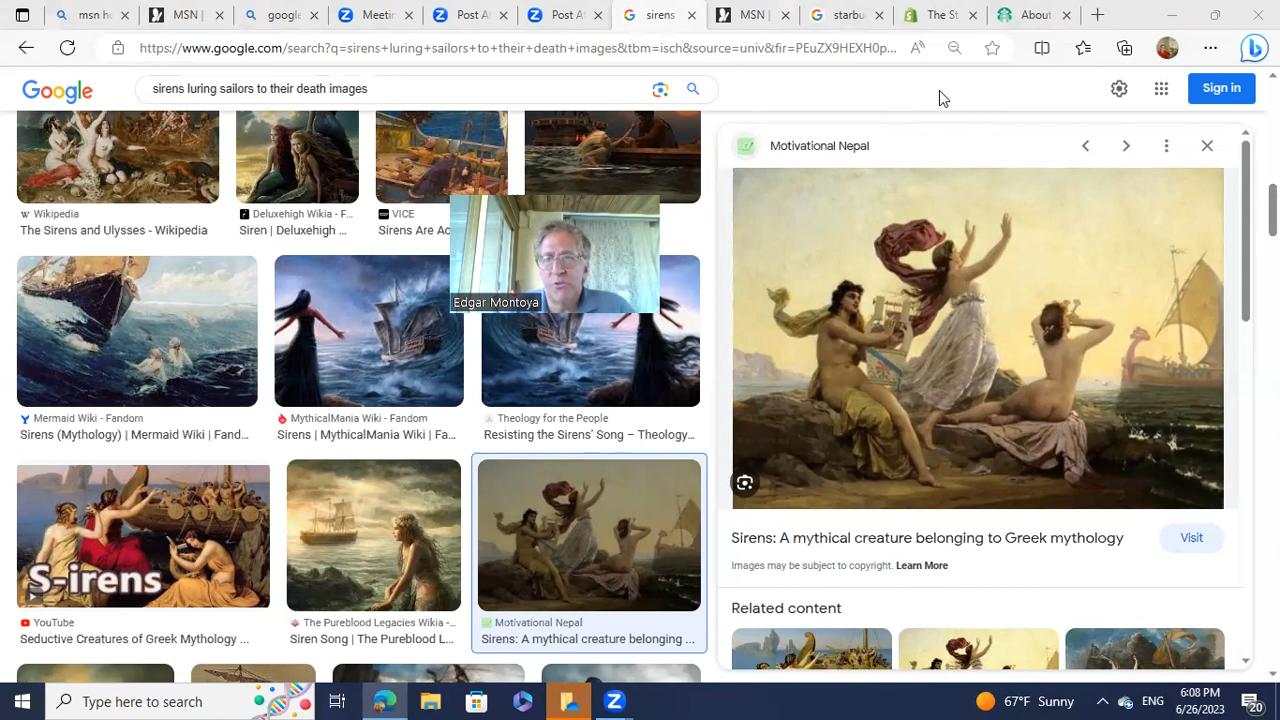 msn ho
MSN |
google
Meetin
Post At
Post At
sirens
MSN |
starbu
The St
About
https://www.google.com/search?q=sirens+luring+sailors+to+their+death+images&tbm=isch&source=univ&fir=PEuZX9HEXH0p...
Google
sirens luring sailors to their death images
Sign in
Motivational Nepal
Wikipedia
The Sirens and Ulysses - Wikipedia
Deluxehigh Wikia - F...
Siren | Deluxehigh ...
VICE
Sirens Are Ac
Edgar Montoya
Mermaid Wiki - Fandom
Sirens (Mythology) | Mermaid Wiki | Fand...
MythicalMania Wiki - Fandom
Sirens | MythicalMania Wiki | Fa...
Theology for the People
Resisting the Sirens' Song – Theology...
S-irens
YouTube
Seductive Creatures of Greek Mythology ...
The Pureblood Legacies Wikia -...
Siren Song | The Pureblood L...
Motivational Nepal
Sirens: A mythical creature belonging ...
Sirens: A mythical creature belonging to Greek mythology
Visit
Images may be subject to copyright. Learn More
Related content
Type here to search
67°F Sunny
ENG
6:08 PM
6/26/2023
20